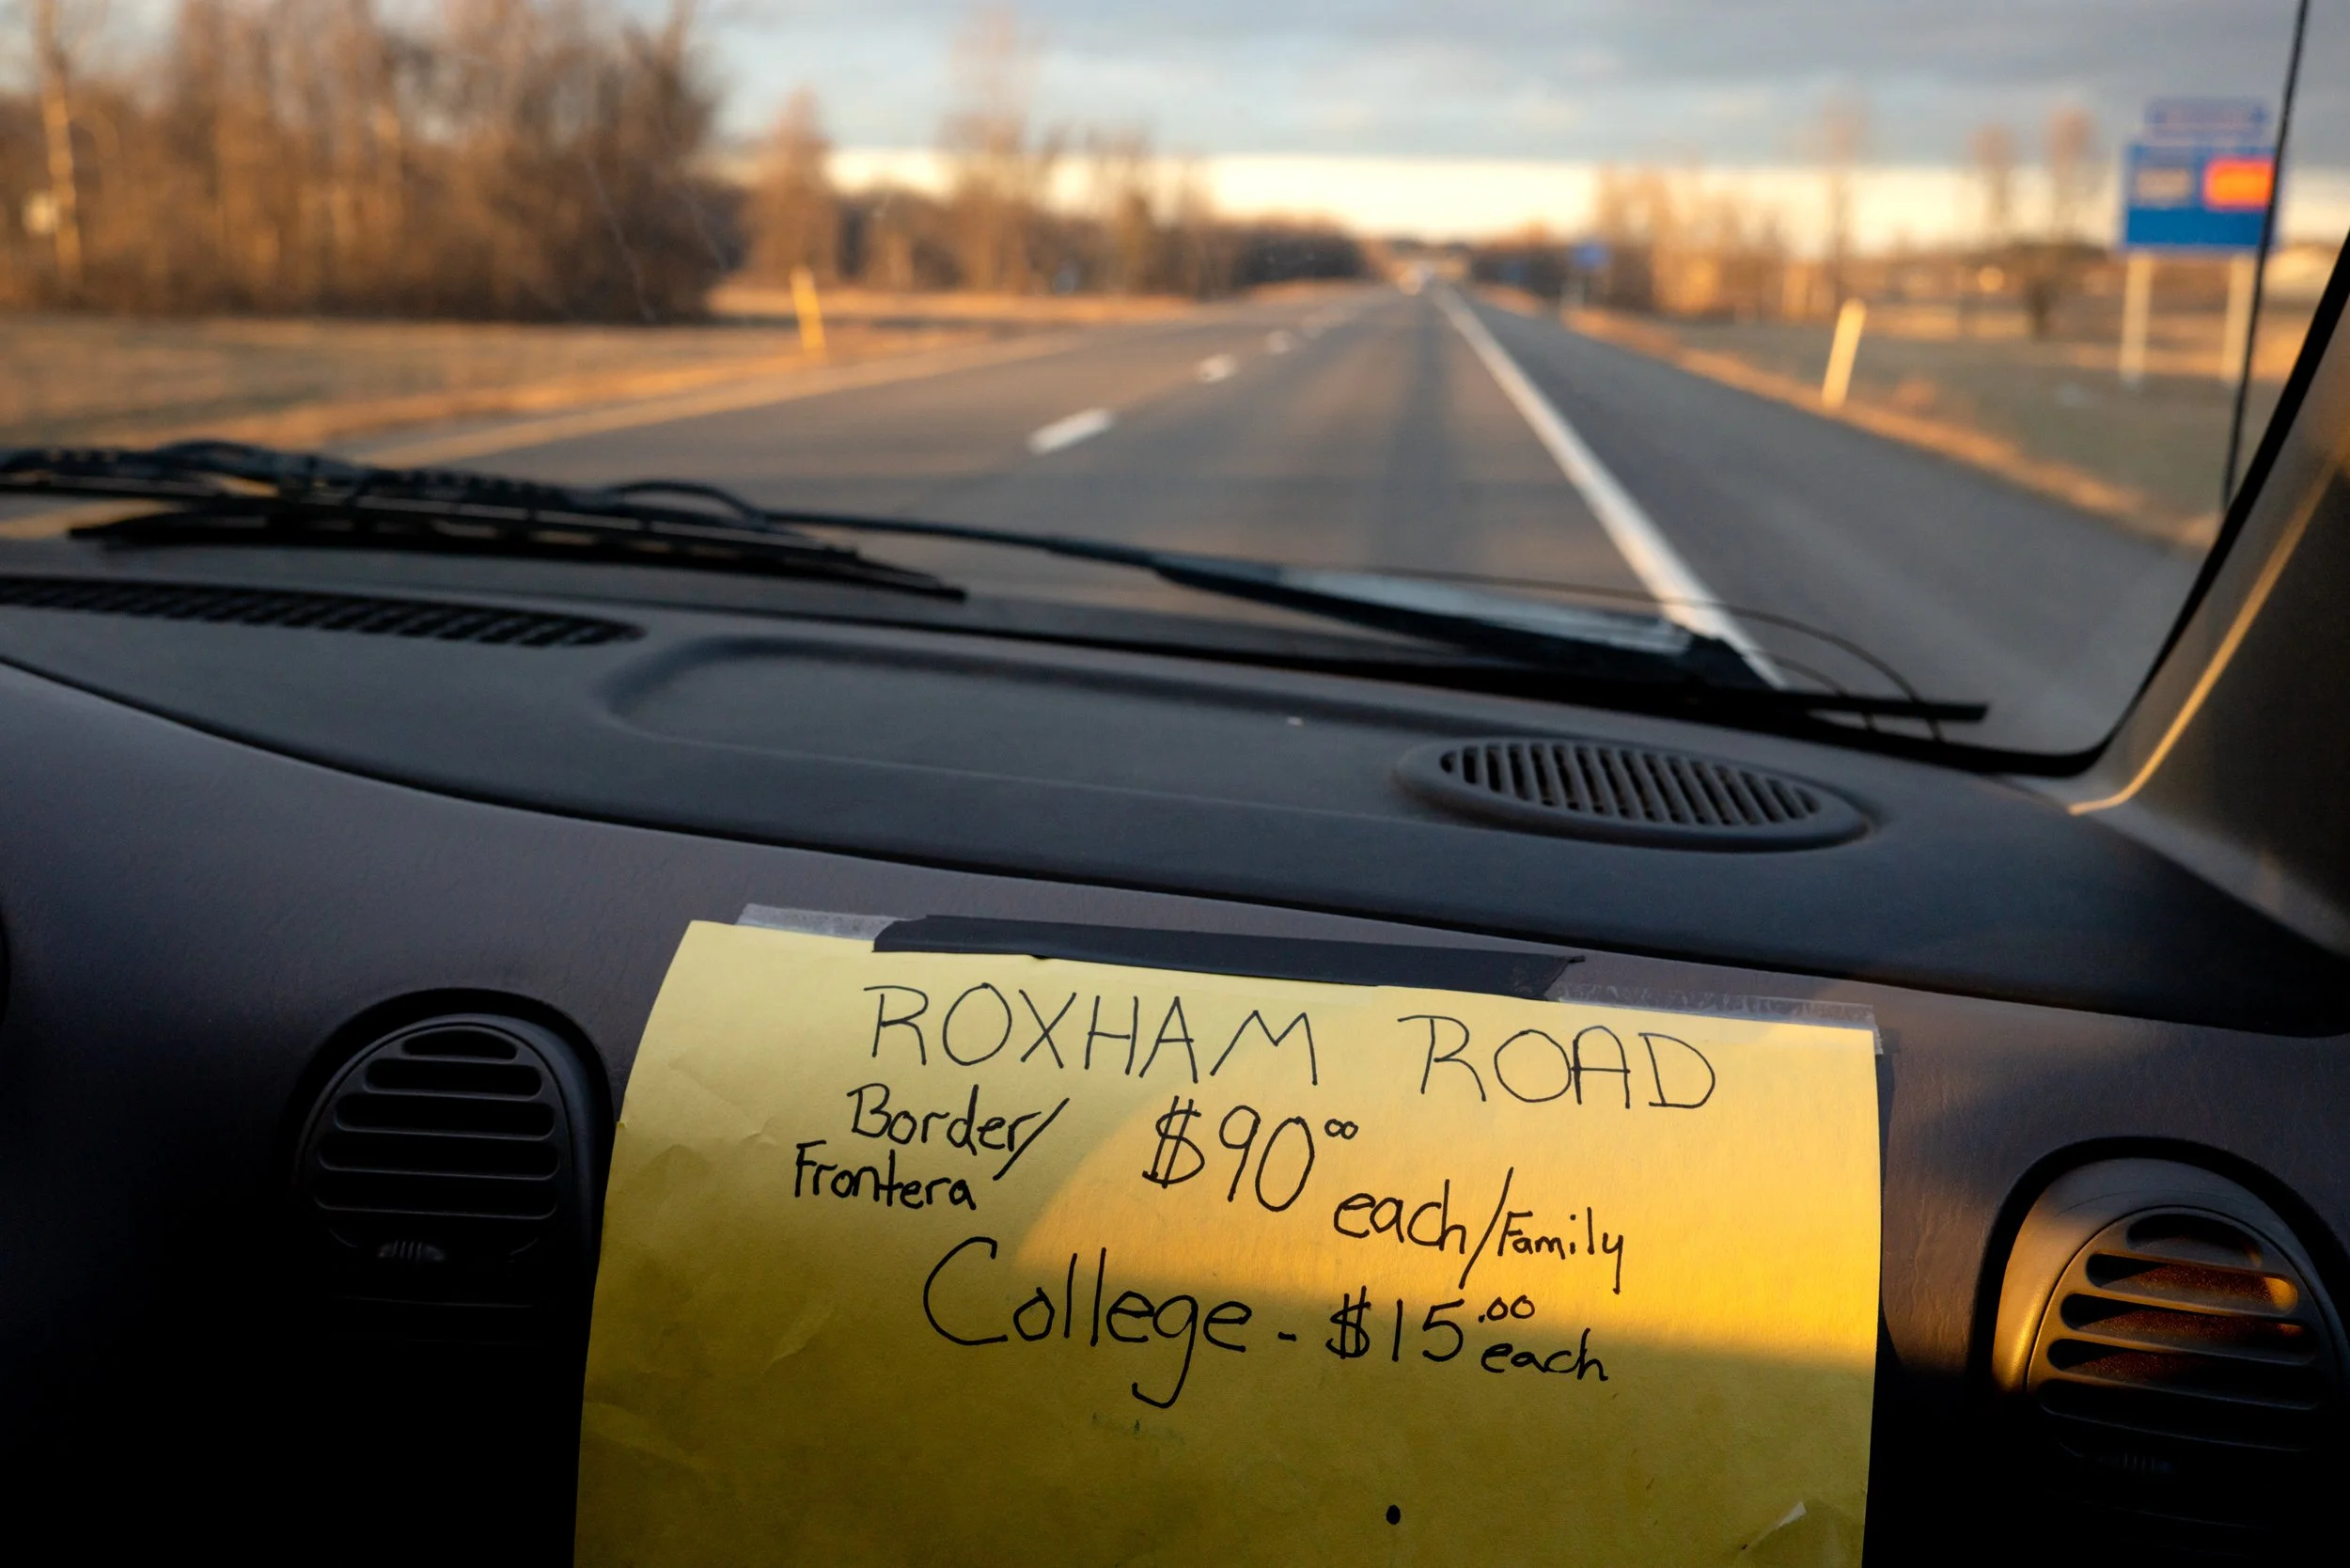 ROXHAM ROAD
Border/ $90.00 each/Family
Frontera
College - $15.00 each